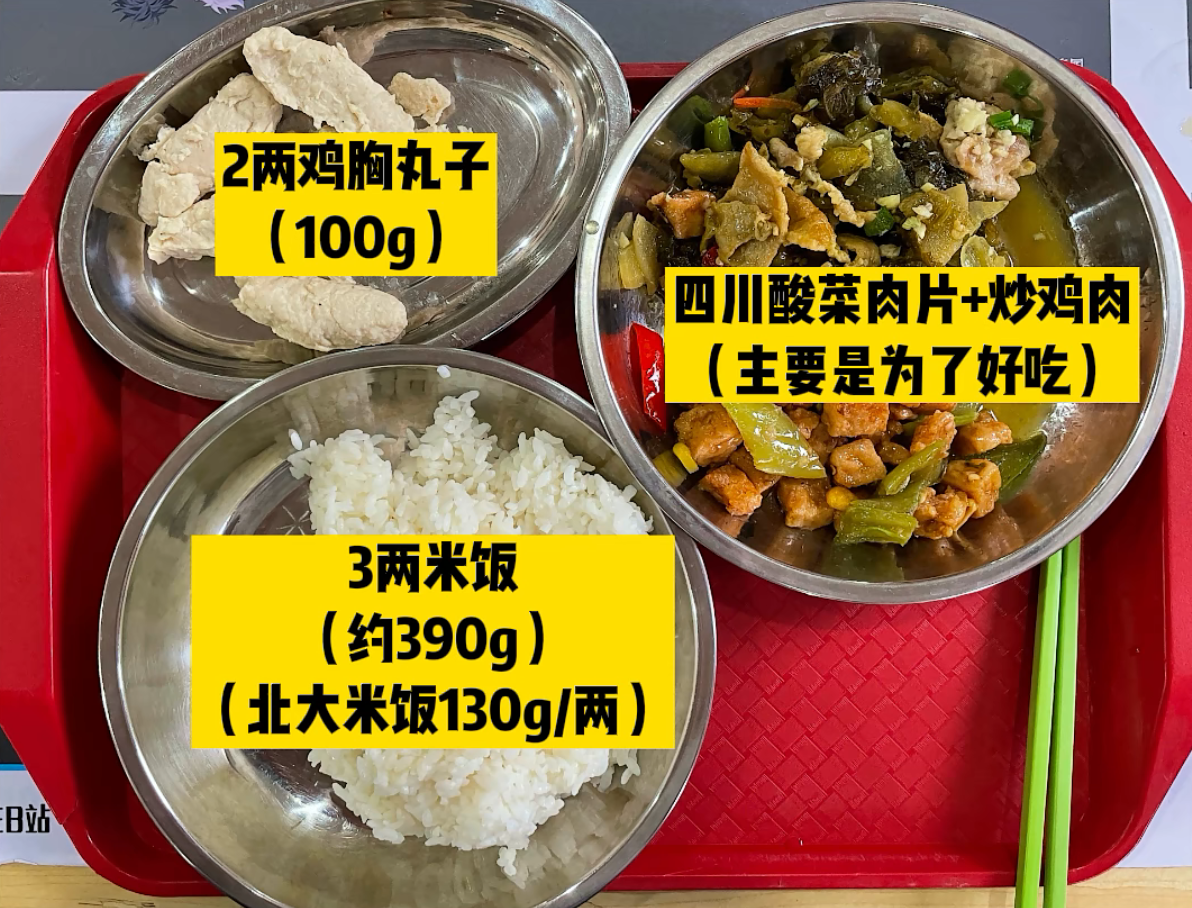 2两鸡胸丸子
（100g）
四川酸菜肉片+炒鸡肉
（主要是为了好吃）
3两米饭
（约390g）
（北大米饭130g/两）
B站